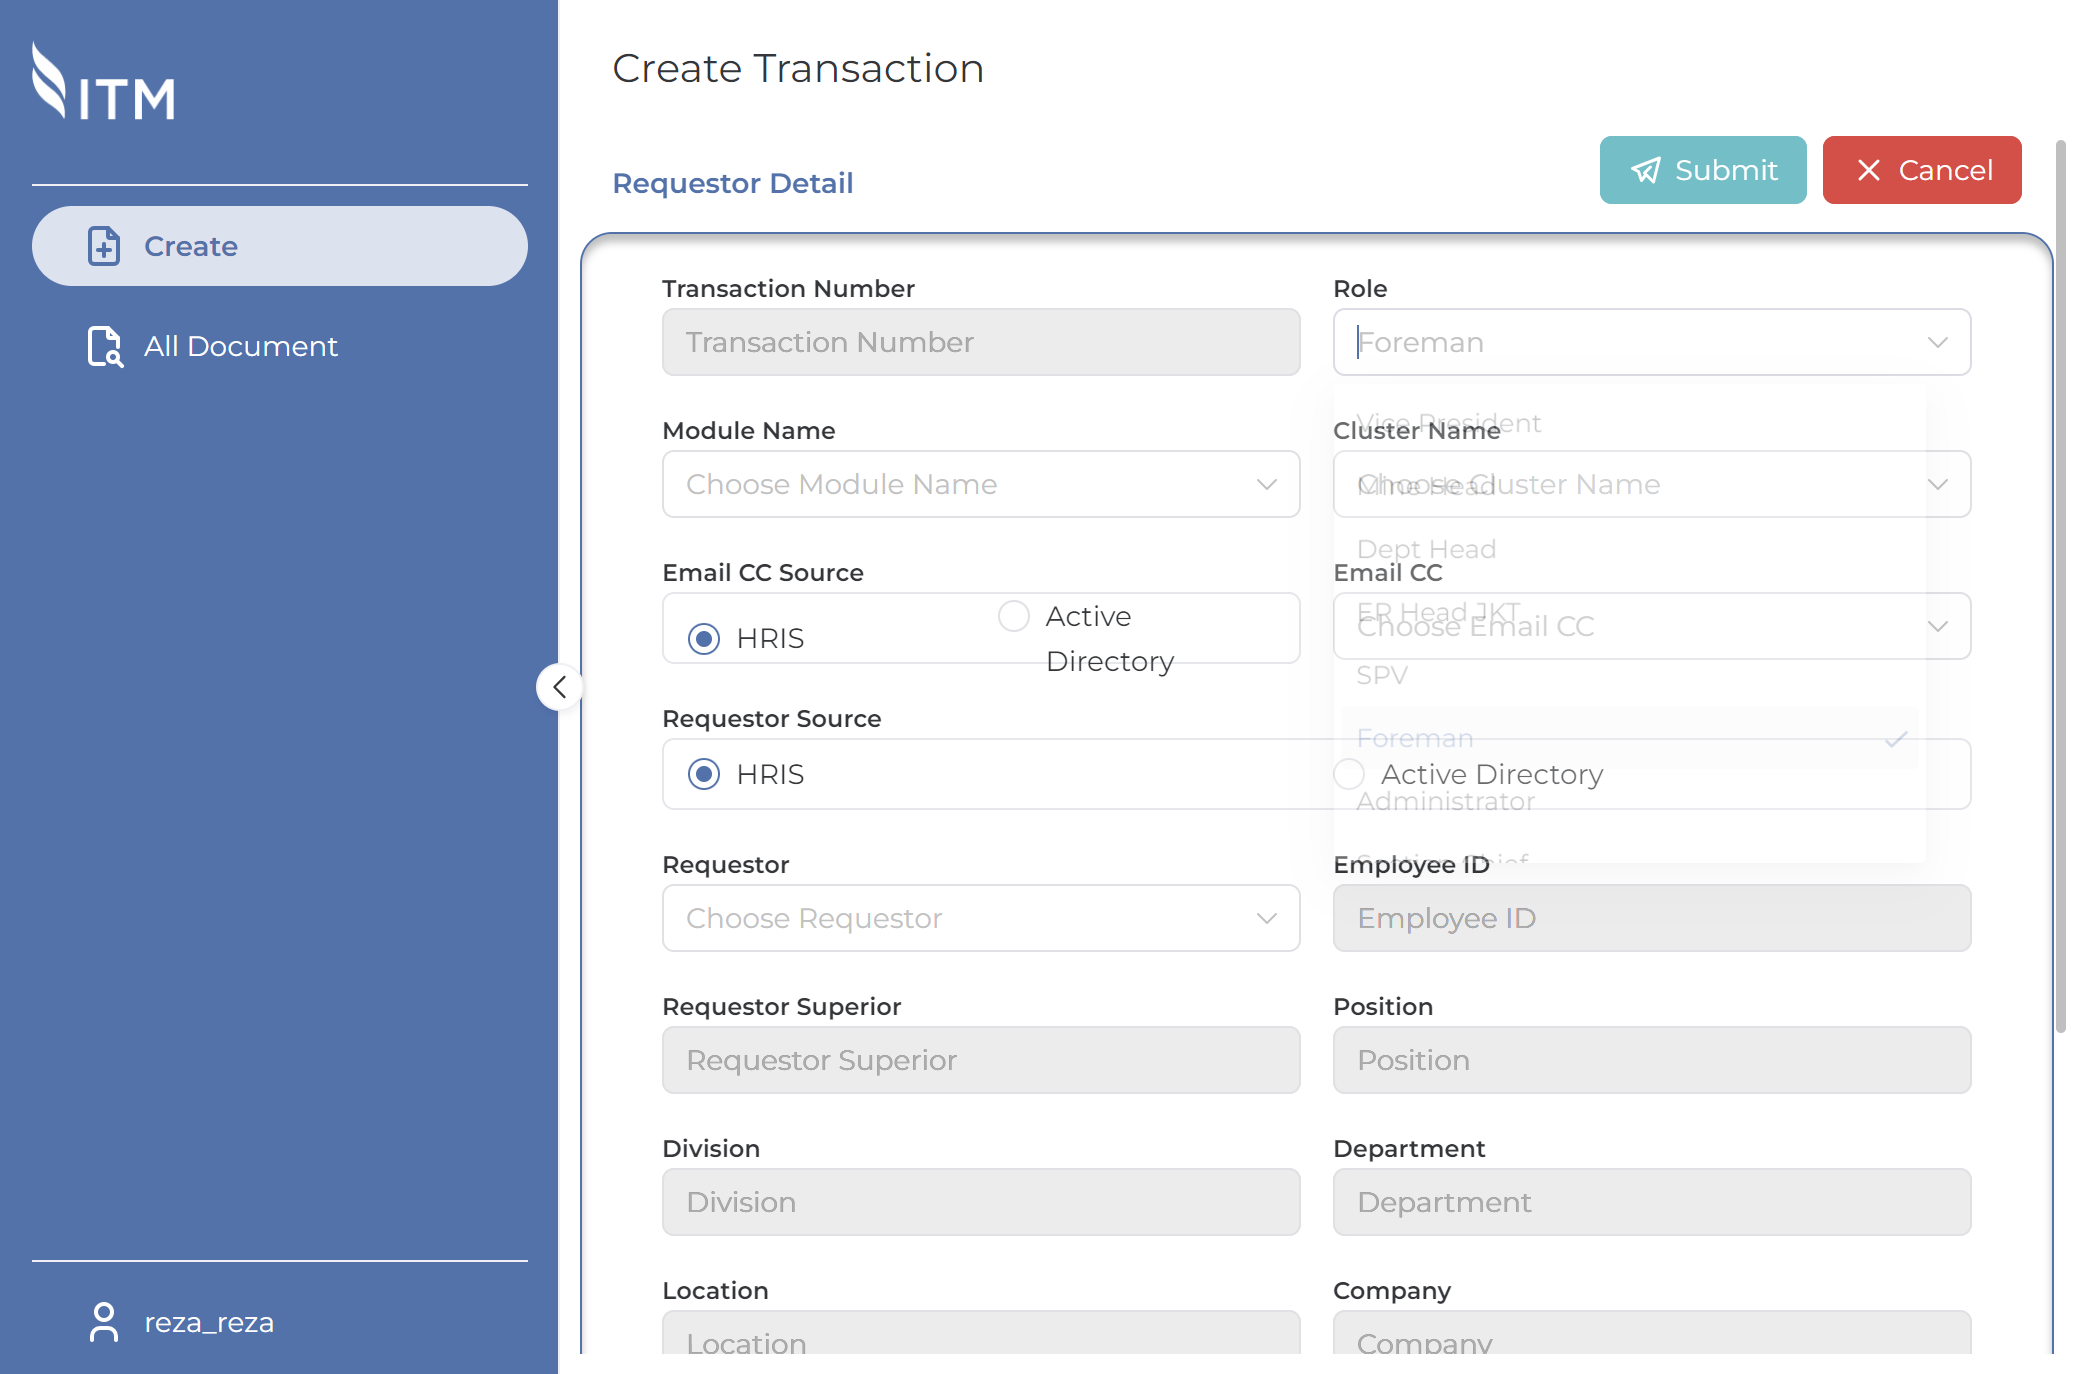 ITM
Create Transaction
Requestor Detail
Submit
Cancel
Create
All Document
Transaction Number
Role
Transaction Number
Foreman
Vice President
Module Name
Cluster Name
Choose Module Name
Choose Cluster Name
Mine Head
Dept Head
Email CC Source
Email CC
HRIS
Active
Directory
ER Head JKT
Choose Email CC
SPV
Requestor Source
Foreman
HRIS
Active Directory
Administrator
Section Chief
Requestor
Employee ID
Choose Requestor
Employee ID
Requestor Superior
Position
Requestor Superior
Position
Division
Department
Division
Department
Location
Company
Location
Company
reza_reza